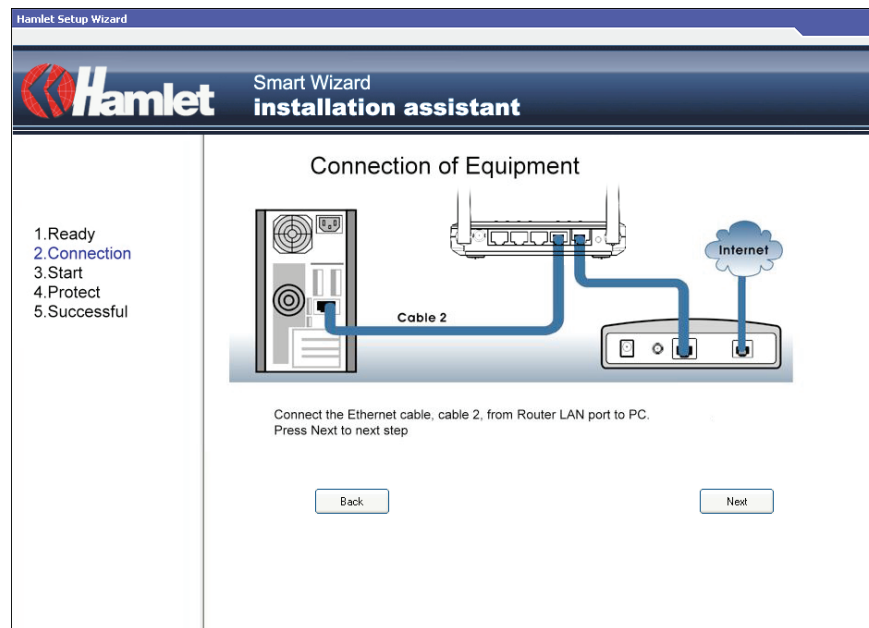 Hamlet Setup Wizard
Hamlet
Smart Wizard
installation assistant
Connection of Equipment
1.Ready
2.Connection
3.Start
4.Protect
5.Successful
Internet
Cable 2
Connect the Ethernet cable, cable 2, from Router LAN port to PC.
Press Next to next step
Back
Next